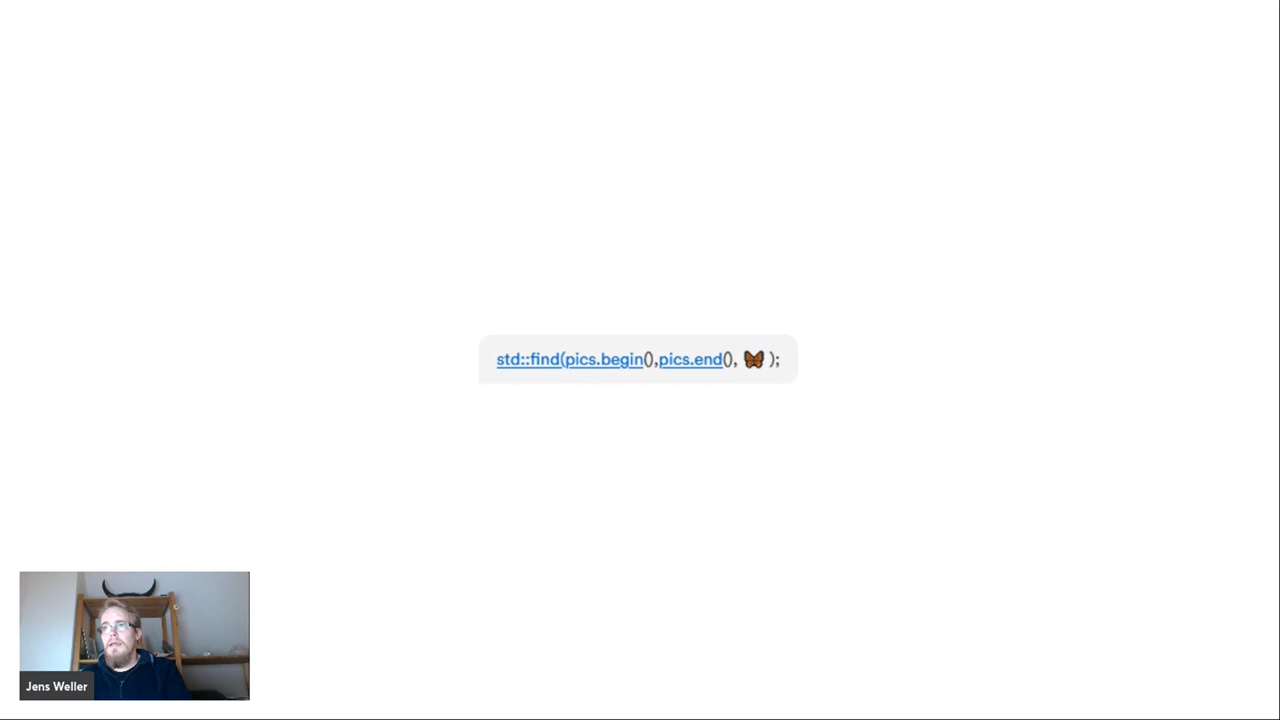 std::find(pics.begin(),pics.end(), 🦋 );
Jens Weller